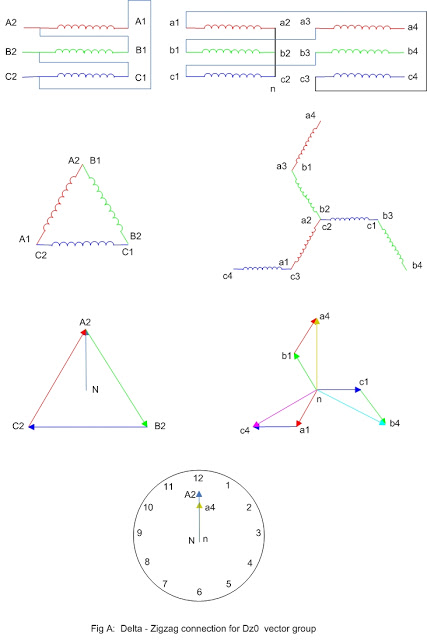 A2 A1 a1 a2 a3 a4
B2 B1 b1 b2 b3 b4
C2 C1 c1 c2 c3 c4
n
a4
A2 B1 a3 b1
b2
a2 c2 c1 b3
A1 B2
C2 C1 c4 a1 c3 b4
A2 a4
b1
N n c1
C2 B2 c4 a1 b4
12
11 1
A2
10 a4 2
9 3
N n
8 4
7 5
6
Fig A: Delta - Zigzag connection for Dz0 vector group